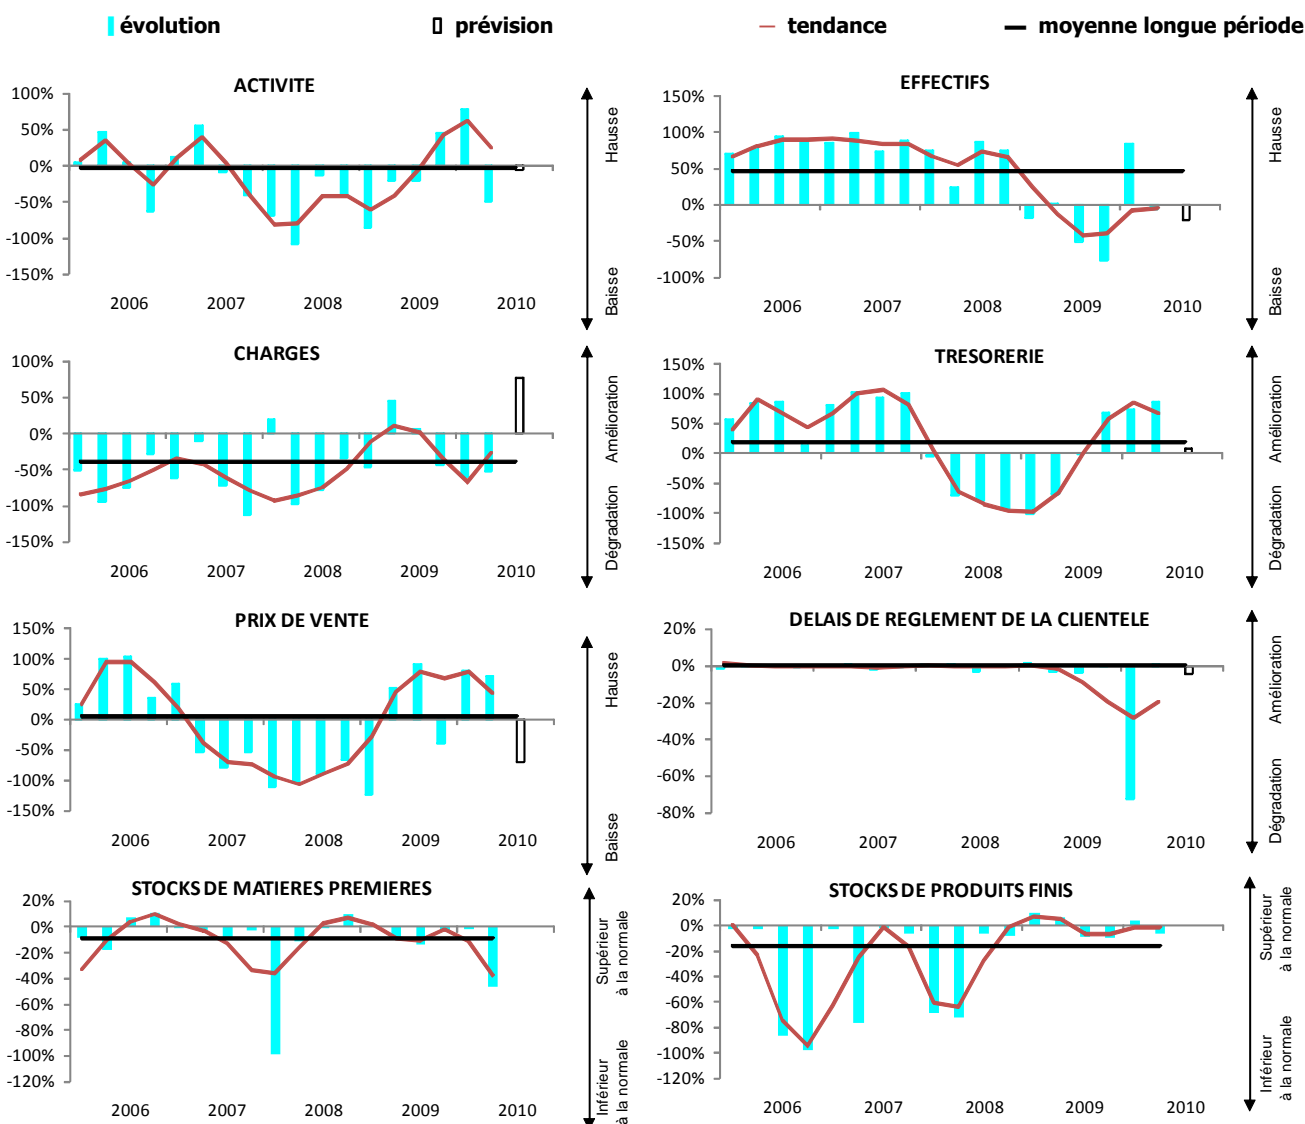 évolution prévision tendance moyenne longue période
ACTIVITE
100%
50%
0%
-50%
-100%
-150%
2006 2007 2008 2009 2010
Hausse
Baisse
EFFECTIFS
150%
100%
50%
0%
-50%
-100%
2006 2007 2008 2009 2010
Hausse
Baisse
CHARGES
100%
50%
0%
-50%
-100%
-150%
2006 2007 2008 2009 2010
Amélioration
Dégradation
TRESORERIE
150%
100%
50%
0%
-50%
-100%
-150%
2006 2007 2008 2009 2010
Amélioration
Dégradation
PRIX DE VENTE
150%
100%
50%
0%
-50%
-100%
-150%
2006 2007 2008 2009 2010
Hausse
Baisse
DELAIS DE REGLEMENT DE LA CLIENTELE
20%
0%
-20%
-40%
-60%
-80%
2006 2007 2008 2009 2010
Amélioration
Dégradation
STOCKS DE MATIERES PREMIERES
20%
0%
-20%
-40%
-60%
-80%
-100%
-120%
2006 2007 2008 2009 2010
Supérieur
à la normale
Inférieur
à la normale
STOCKS DE PRODUITS FINIS
20%
0%
-20%
-40%
-60%
-80%
-100%
-120%
2006 2007 2008 2009 2010
Supérieur
à la normale
Inférieur
à la normale